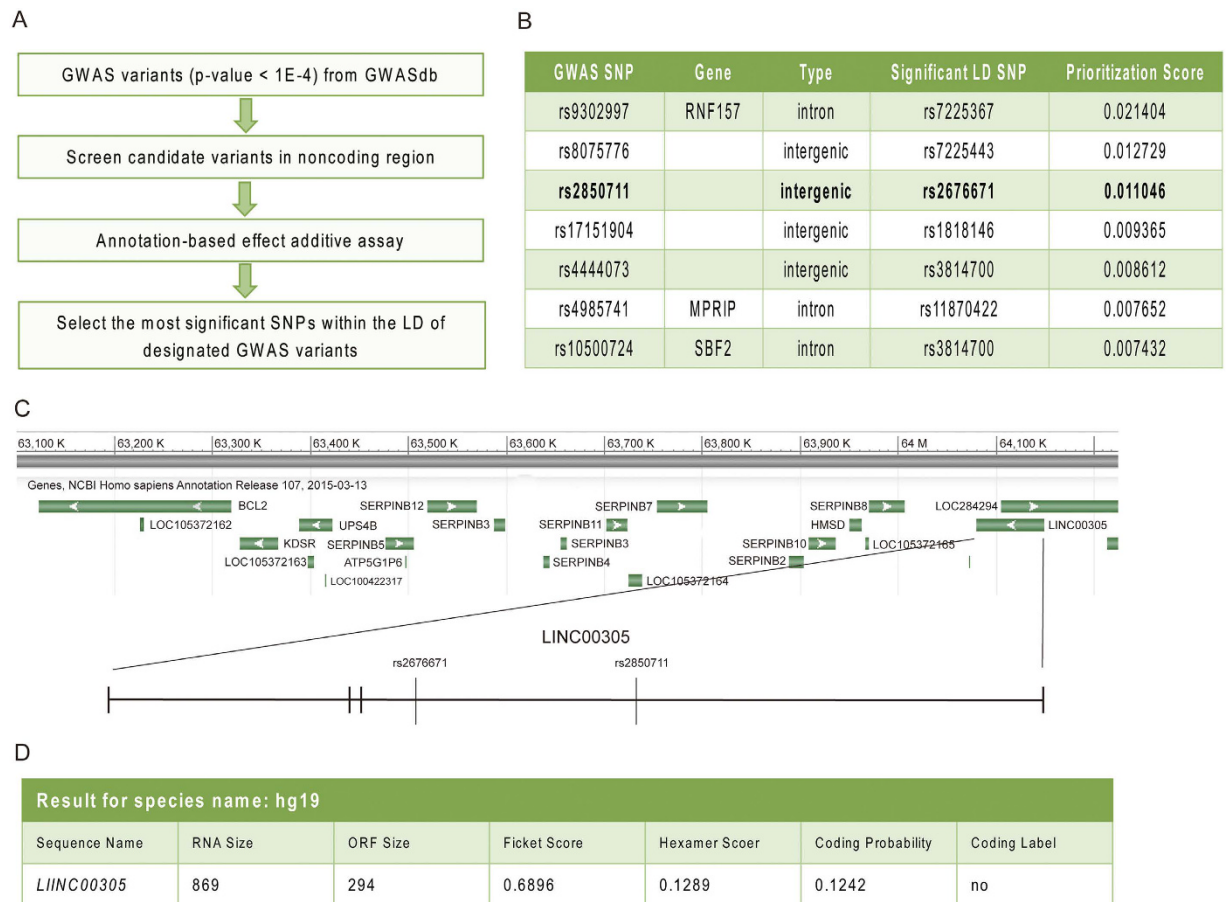 A
GWAS variants (p-value < 1E-4) from GWASdb
Screen candidate variants in noncoding region
Annotation-based effect additive assay
Select the most significant SNPs within the LD of
designated GWAS variants
B
GWAS SNP Gene Type Significant LD SNP Prioritization Score
rs9302997 RNF157 intron rs7225367 0.021404
rs8075776 intergenic rs7225443 0.012729
rs2850711 intergenic rs2676671 0.011046
rs17151904 intergenic rs1818146 0.009365
rs4444073 intergenic rs3814700 0.008612
rs4985741 MPRIP intron rs11870422 0.007652
rs10500724 SBF2 intron rs3814700 0.007432
C
63,100 K 63,200 K 63,300 K 63,400 K 63,500 K 63,600 K 63,700 K 63,800 K 63,900 K 64 M 64,100 K
Genes, NCBI Homo sapiens Annotation Release 107, 2015-03-13
BCL2 SERPINB12 SERPINB7 SERPINB8 LOC284294
LOC105372162 UPS4B SERPINB3 SERPINB11 HMSD LINC00305
KDSR SERPINB5 SERPINB3 SERPINB10 LOC105372165
LOC105372163 ATP5G1P6 SERPINB4 SERPINB2
LOC100422317 LOC105372164
LINC00305
rs2676671 rs2850711
D
Result for species name: hg19
Sequence Name RNA Size ORF Size Ficket Score Hexamer Scoer Coding Probability Coding Label
LIINC00305 869 294 0.6896 0.1289 0.1242 no